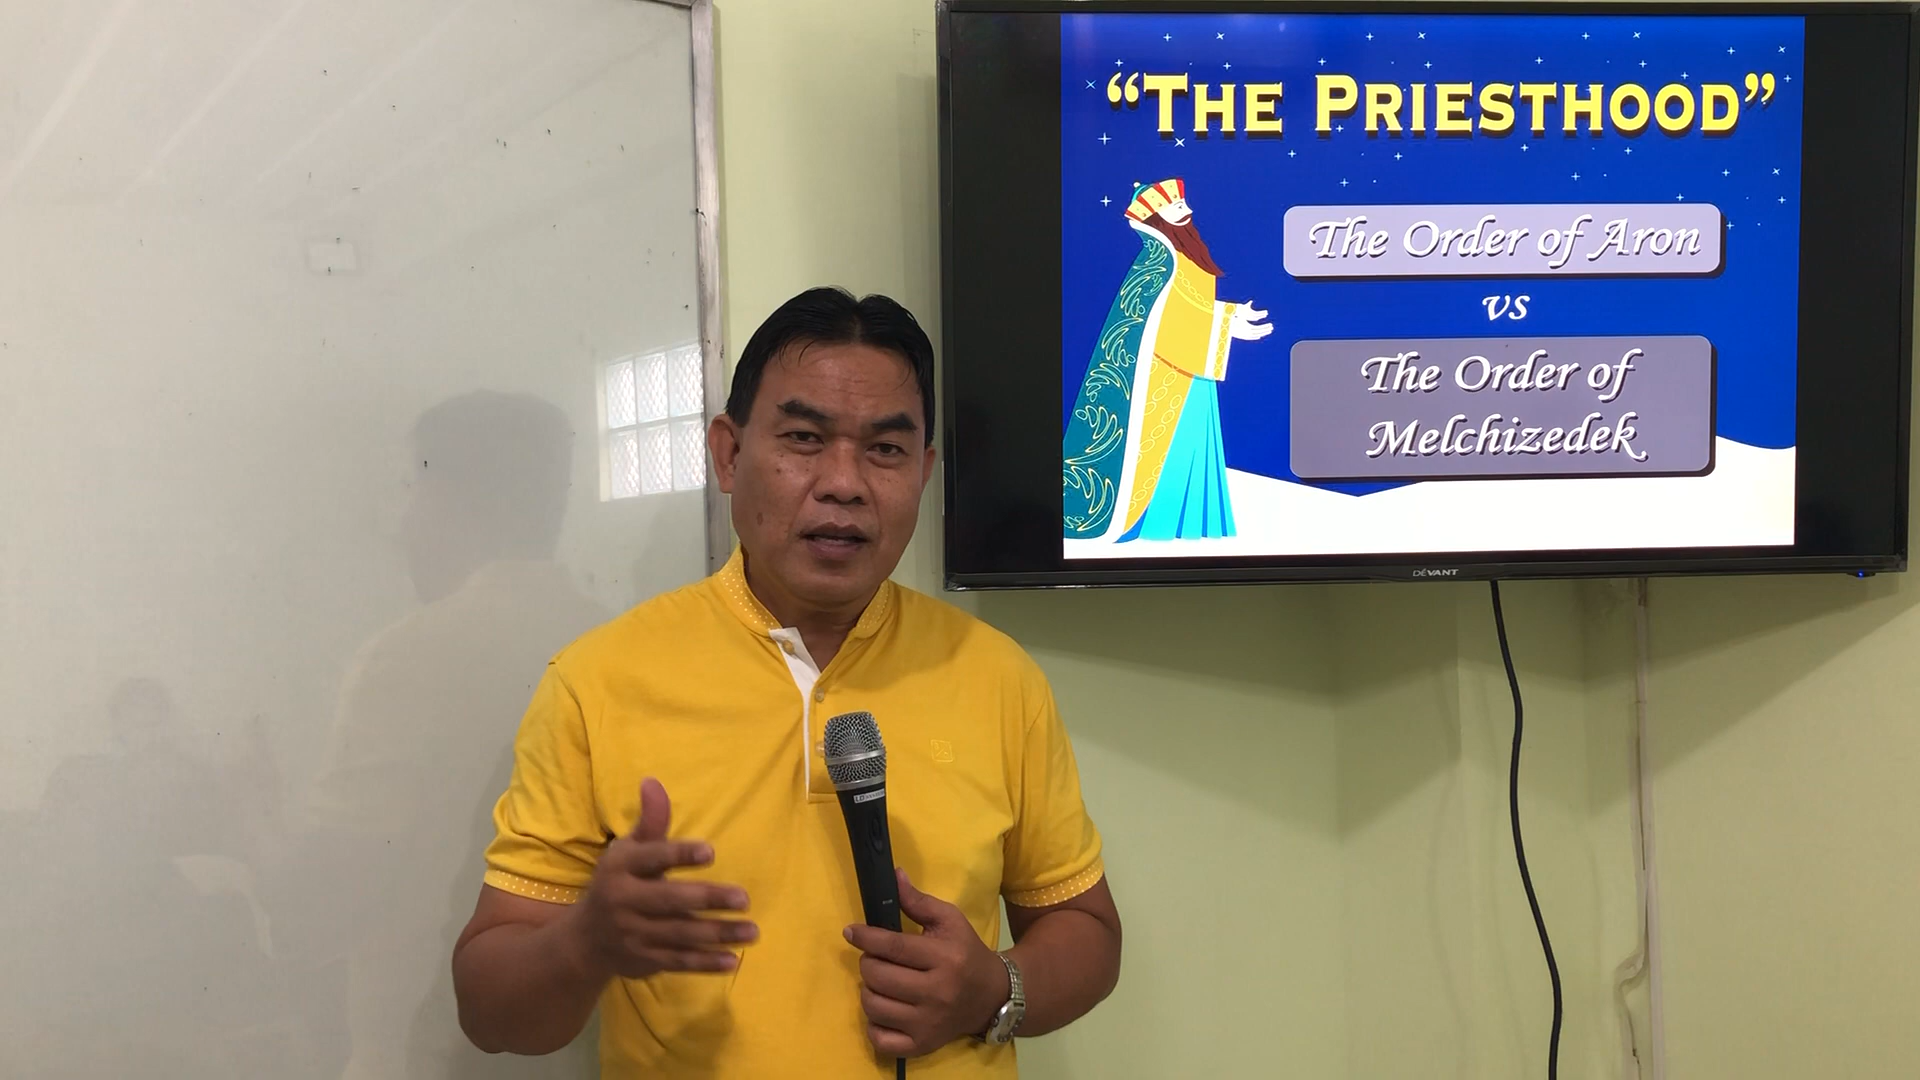 “THE PRIESTHOOD”
The Order of Aron
vs
The Order of
Melchizedek
DEVANT